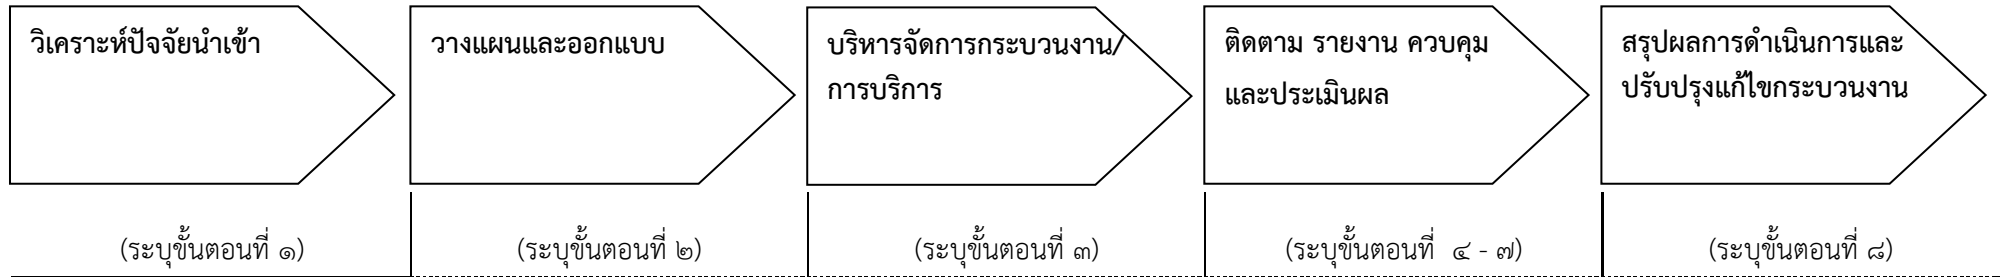 วิเคราะห์ปัจจัยนำเข้า
วางแผนและออกแบบ
บริหารจัดการกระบวนงาน/
การบริการ
ติดตาม รายงาน ควบคุม
และประเมินผล
สรุปผลการดำเนินการและ
ปรับปรุงแก้ไขกระบวนงาน
(ระบุขั้นตอนที่ ๑)
(ระบุขั้นตอนที่ ๒)
(ระบุขั้นตอนที่ ๓)
(ระบุขั้นตอนที่ ๔ - ๗)
(ระบุขั้นตอนที่ ๘)